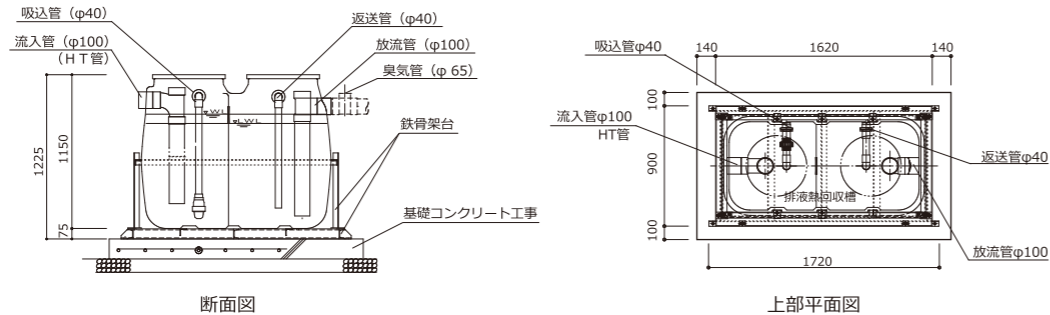 吸込管（φ40）
流入管（φ100）
（ＨＴ管）
返送管（φ40）
放流管（φ100）
臭気管（φ 65）
L.W.L
鉄骨架台
1225
1150
75
基礎コンクリート工事
断面図
吸込管φ40
140
1620
140
流入管φ100
HT管
100
900
100
返送管φ40
排液熱回収槽
放流管φ100
1720
上部平面図